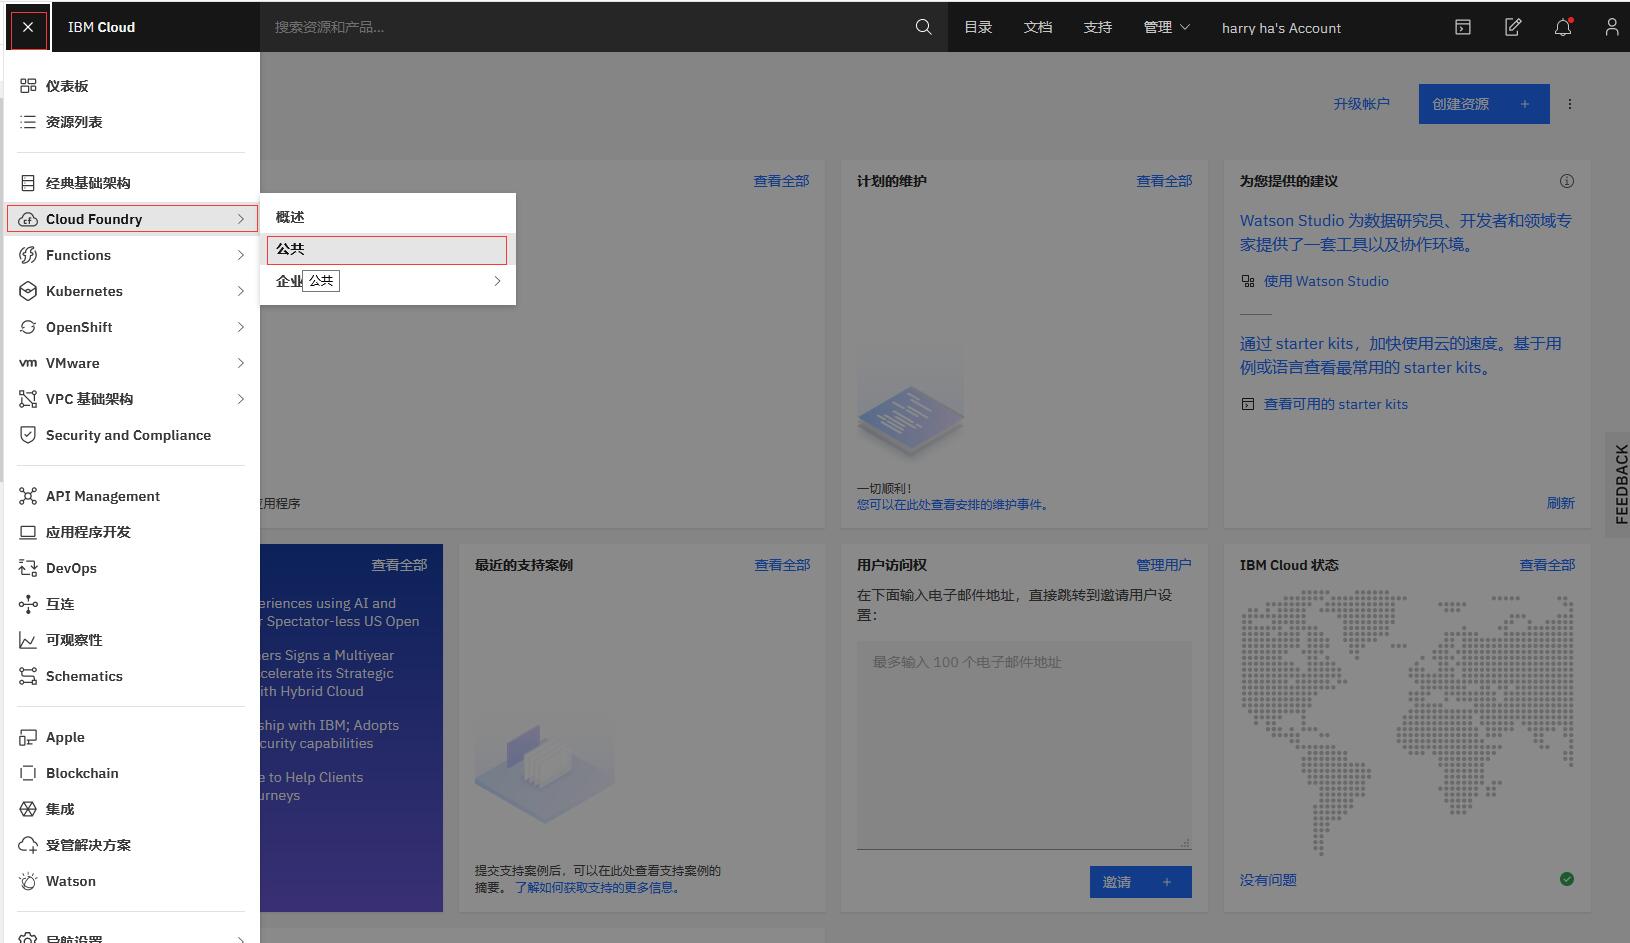 IBM Cloud
搜索资源和产品...
目录
文档
支持
管理
harry ha's Account
仪表板
资源列表
经典基础架构
Cloud Foundry
Functions
Kubernetes
OpenShift
VMware
VPC 基础架构
Security and Compliance
API Management
应用程序开发
DevOps
互连
可观察性
Schematics
Apple
Blockchain
集成
受管解决方案
Watson
导航设置
概述
公共
企业
公共
升级帐户
创建资源 +
查看全部
用程序
计划的维护
查看全部
一切顺利！
您可以在此处查看安排的维护事件。
为您提供的建议
Watson Studio 为数据研究员、开发者和领域专
家提供了一套工具以及协作环境。
使用 Watson Studio
通过 starter kits，加快使用云的速度。基于用
例或语言查看最常用的 starter kits。
查看可用的 starter kits
刷新
FEEDBACK
查看全部
eriences using AI and
r Spectator-less US Open
ers Signs a Multiyear
celerate its Strategic
ith Hybrid Cloud
ship with IBM; Adopts
curity capabilities
e to Help Clients
urneys
最近的支持案例
查看全部
提交支持案例后，可以在此处查看支持案例的
摘要。 了解如何获取支持的更多信息。
用户访问权
管理用户
在下面输入电子邮件地址，直接跳转到邀请用户设
置：
最多输入 100 个电子邮件地址
邀请 +
IBM Cloud 状态
查看全部
没有问题